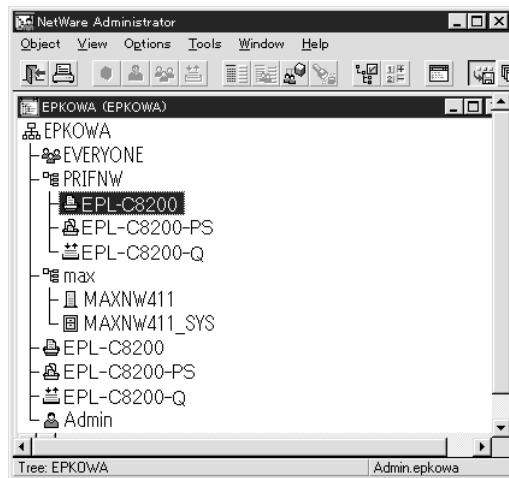 NetWare Administrator
Object View Options Tools Window Help
EPKOWA (EPKOWA)
EPKOWA
EVERYONE
PRIFNW
EPL-C8200
EPL-C8200-PS
EPL-C8200-Q
max
MAXNW411
MAXNW411_SYS
EPL-C8200
EPL-C8200-PS
EPL-C8200-Q
Admin
Tree: EPKOWA Admin.epkowa